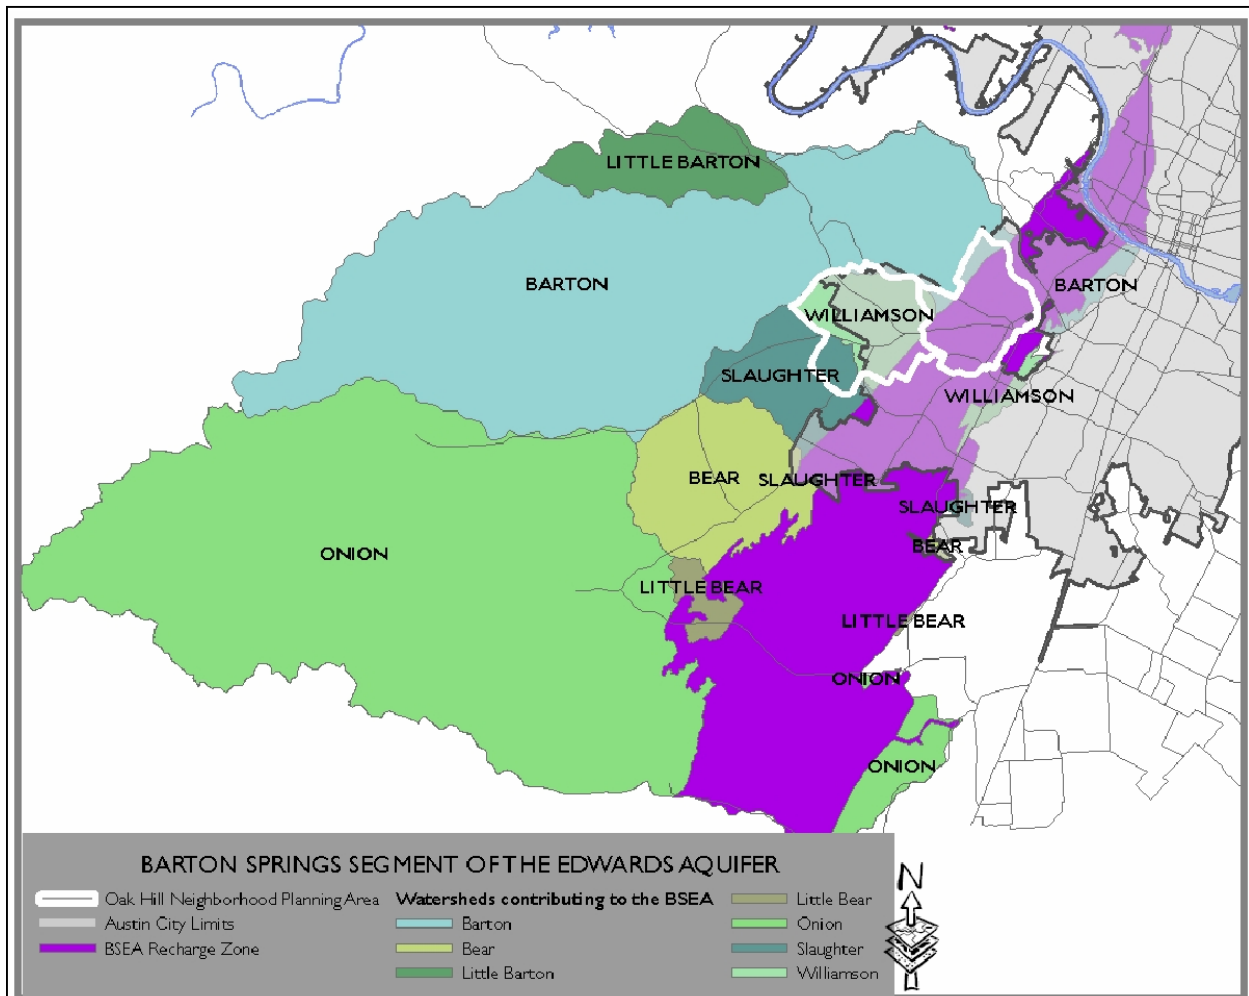 LITTLE BARTON
BARTON
BARTON
WILLIAMSON
SLAUGHTER
WILLIAMSON
BEAR
SLAUGHTER
SLAUGHTER
BEAR
ONION
LITTLE BEAR
LITTLE BEAR
ONION
ONION
BARTON SPRINGS SEGMENT OF THE EDWARDS AQUIFER
Oak Hill Neighborhood Planning Area
Austin City Limits
BSEA Recharge Zone
Watersheds contributing to the BSEA
Barton
Bear
Little Barton
Little Bear
Onion
Slaughter
Williamson
N